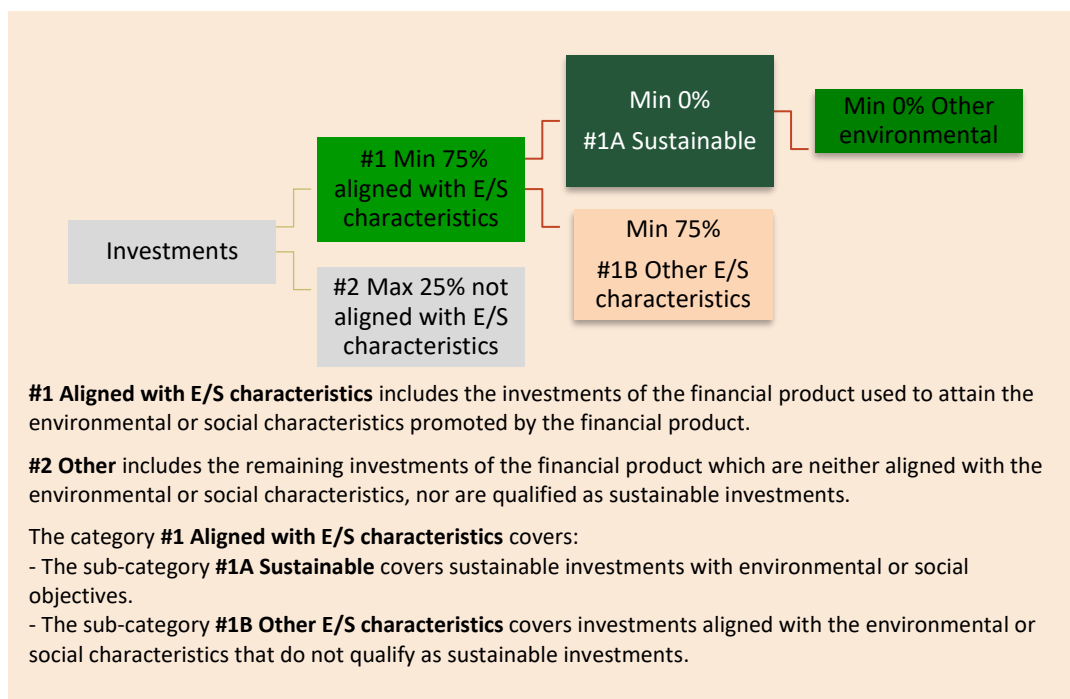 Min 0%
#1A Sustainable
Min 0% Other
environmental
#1 Min 75%
aligned with E/S
characteristics
Investments
Min 75%
#1B Other E/S
characteristics
#2 Max 25% not
aligned with E/S
characteristics
#1 Aligned with E/S characteristics includes the investments of the financial product used to attain the
environmental or social characteristics promoted by the financial product.
#2 Other includes the remaining investments of the financial product which are neither aligned with the
environmental or social characteristics, nor are qualified as sustainable investments.
The category #1 Aligned with E/S characteristics covers:
- The sub-category #1A Sustainable covers sustainable investments with environmental or social
objectives.
- The sub-category #1B Other E/S characteristics covers investments aligned with the environmental or
social characteristics that do not qualify as sustainable investments.